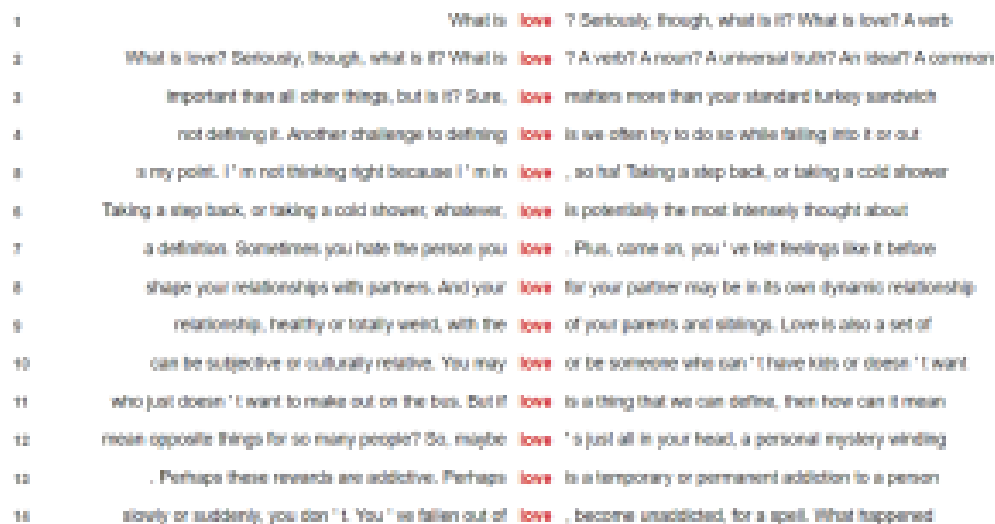 1 What is love ? Seriously, though, what is it? What is love? A verb
2 What is love? Seriously, though, what is it? What is love ? A verb? A noun? A universal truth? An ideal? A common
3 important than all other things, but is it? Sure, love matters more than your standard turkey sandwich
4 not defining it. Another challenge to defining love is we often try to do so while falling into it or out
5 s my point. I ' m not thinking right because I ' m in love , so ha! Taking a step back, or taking a cold shower
6 Taking a step back, or taking a cold shower, whatever, love is potentially the most intensely thought about
7 a definition. Sometimes you hate the person you love . Plus, come on, you ' ve felt feelings like it before
8 shape your relationships with partners. And your love for your partner may be in its own dynamic relationship
9 relationship, healthy or totally weird, with the love of your parents and siblings. Love is also a set of
10 can be subjective or culturally relative. You may love or be someone who can ' t have kids or doesn ' t want
11 who just doesn ' t want to make out on the bus. But if love is a thing that we can define, then how can it mean
12 mean opposite things for so many people? So, maybe love ' s just all in your head, a personal mystery winding
13 . Perhaps these rewards are addictive. Perhaps love is a temporary or permanent addiction to a person
14 slowly or suddenly, you don ' t. You ' ve fallen out of love , become unaddicted, for a spell. What happened